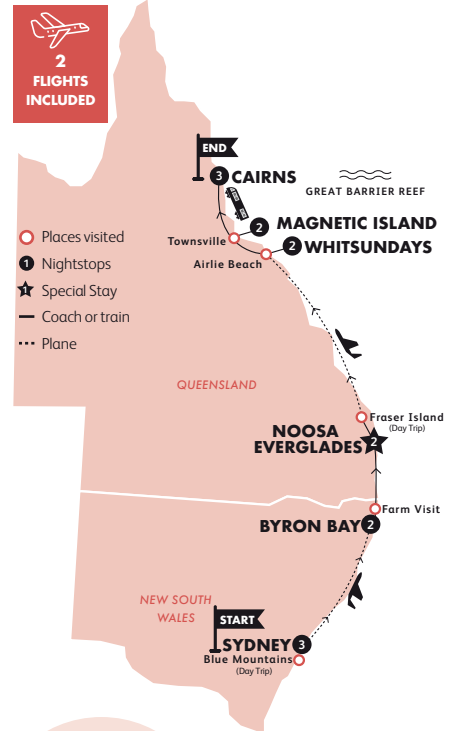 2
FLIGHTS
INCLUDED
END
3 CAIRNS
GREAT BARRIER REEF
2 MAGNETIC ISLAND
Townsville
2 WHITSUNDAYS
Airlie Beach
Places visited
1 Nightstops
1 Special Stay
Coach or train
Plane
QUEENSLAND
Fraser Island
(Day Trip)
NOOSA
EVERGLADES 2
Farm Visit
BYRON BAY 2
NEW SOUTH
WALES
START
SYDNEY 3
Blue Mountains
(Day Trip)